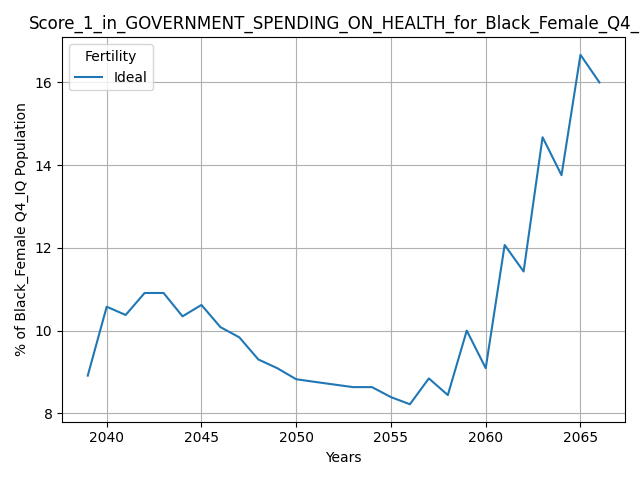 Score_1_in_GOVERNMENT_SPENDING_ON_HEALTH_for_Black_Female_Q4_
Fertility
Ideal
% of Black_Female Q4_IQ Population
16
14
12
10
8
2040 2045 2050 2055 2060 2065
Years